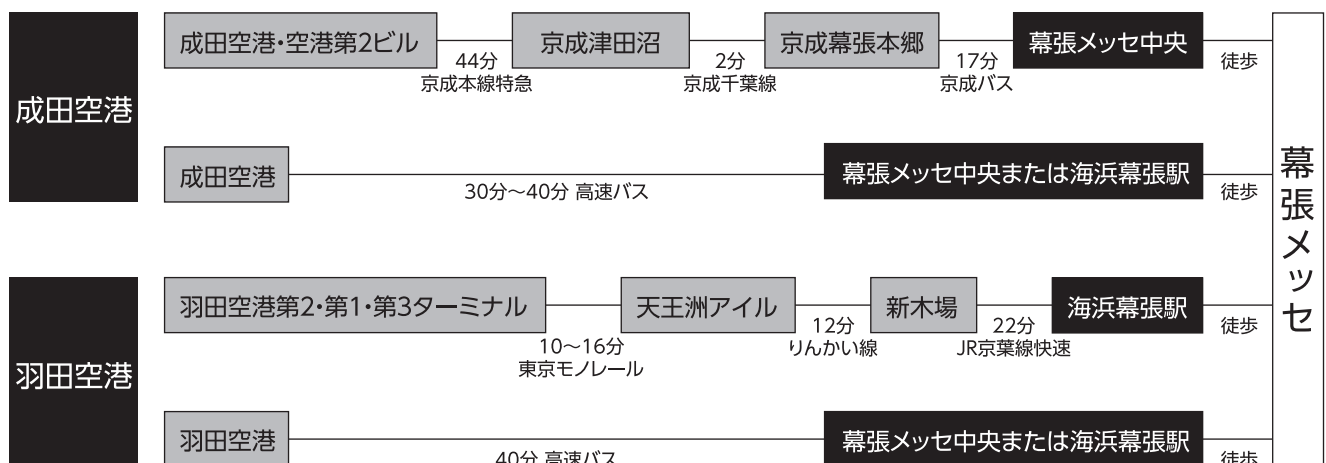 成田空港
成田空港・空港第2ビル
44分
京成本線特急
京成津田沼
2分
京成千葉線
京成幕張本郷
17分
京成バス
幕張メッセ中央
徒歩
成田空港
30分～40分 高速バス
幕張メッセ中央または海浜幕張駅
徒歩
羽田空港
羽田空港第2・第1・第3ターミナル
10～16分
東京モノレール
天王洲アイル
12分
りんかい線
新木場
22分
JR京葉線快速
海浜幕張駅
徒歩
羽田空港
40分 高速バス
幕張メッセ中央または海浜幕張駅
徒歩
幕張メッセ